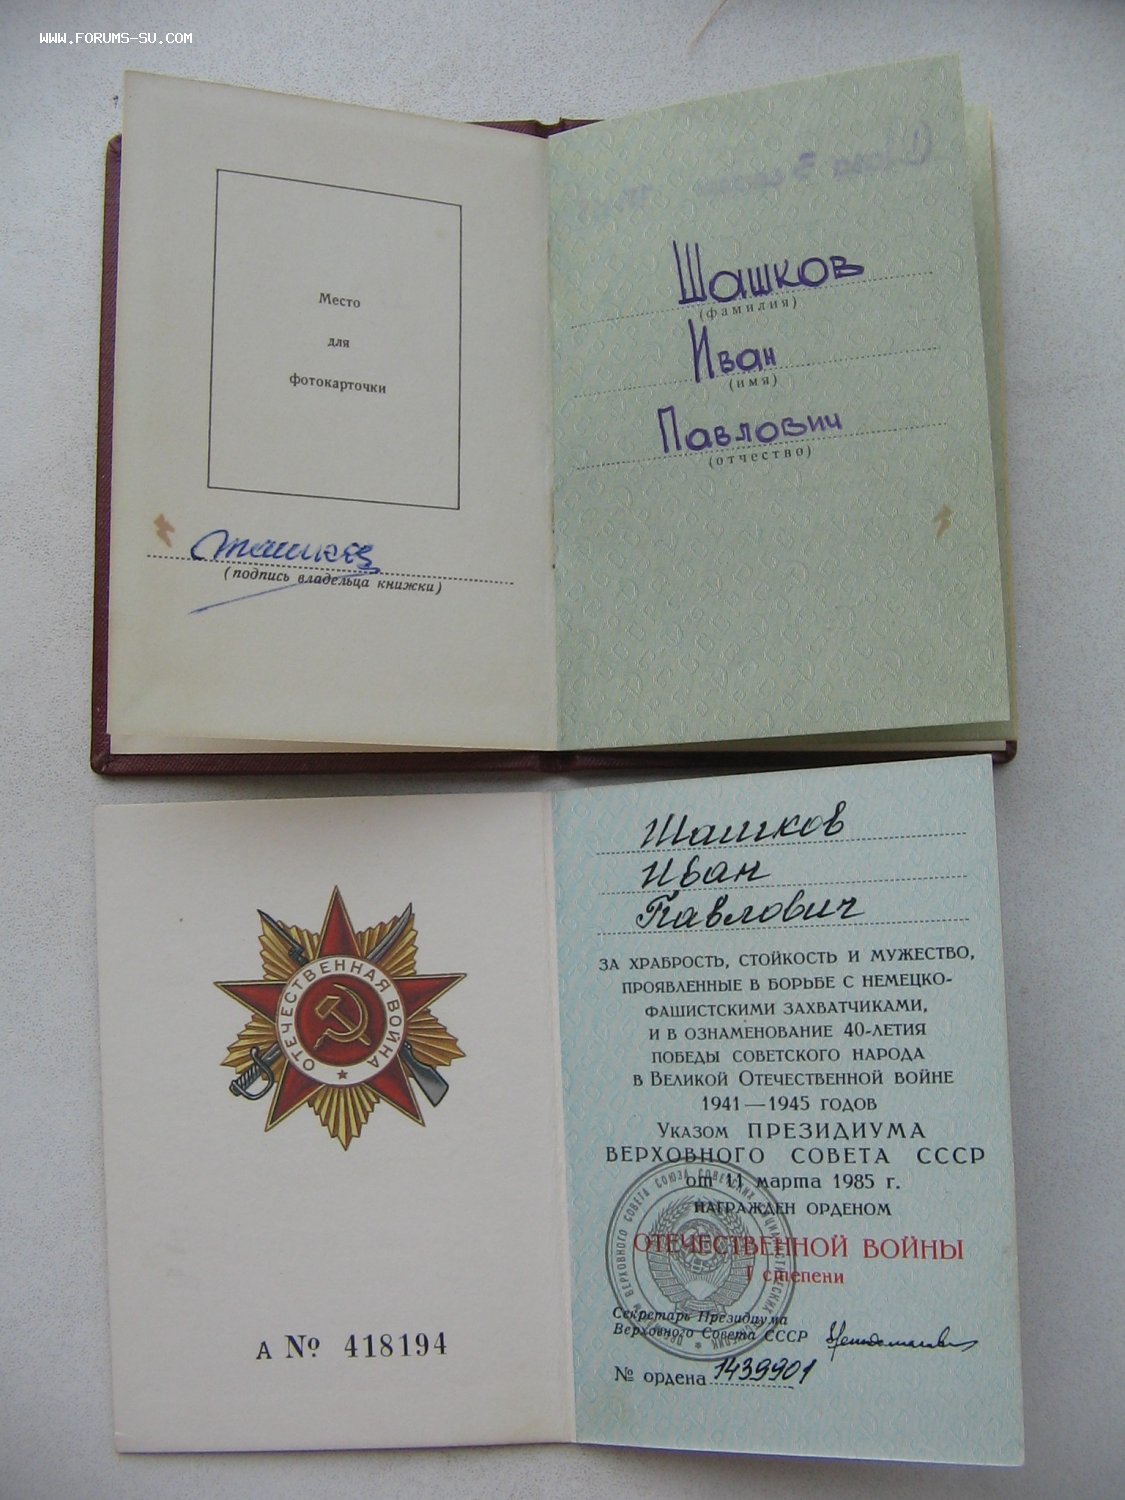 WWW.FORUMS-SU.COM
Место
для
фотокарточки
(подпись владельца книжки)
Шашков
(фамилия)
Иван
(имя)
Павлович
(отчество)
ОТЕЧЕСТВЕННАЯ ВОЙНА
А № 418194
Шашков
Иван
Павлович
ЗА ХРАБРОСТЬ, СТОЙКОСТЬ И МУЖЕСТВО,
ПРОЯВЛЕННЫЕ В БОРЬБЕ С НЕМЕЦКО-
ФАШИСТСКИМИ ЗАХВАТЧИКАМИ,
И В ОЗНАМЕНОВАНИЕ 40-ЛЕТИЯ
ПОБЕДЫ СОВЕТСКОГО НАРОДА
В ВЕЛИКОЙ ОТЕЧЕСТВЕННОЙ ВОЙНЕ
1941—1945 ГОДОВ
УКАЗОМ ПРЕЗИДИУМА
ВЕРХОВНОГО СОВЕТА СССР
от 11 марта 1985 г.
НАГРАЖДЕН ОРДЕНОМ
ОТЕЧЕСТВЕННОЙ ВОЙНЫ
I степени
Секретарь Президиума
Верховного Совета СССР
№ ордена 1439901